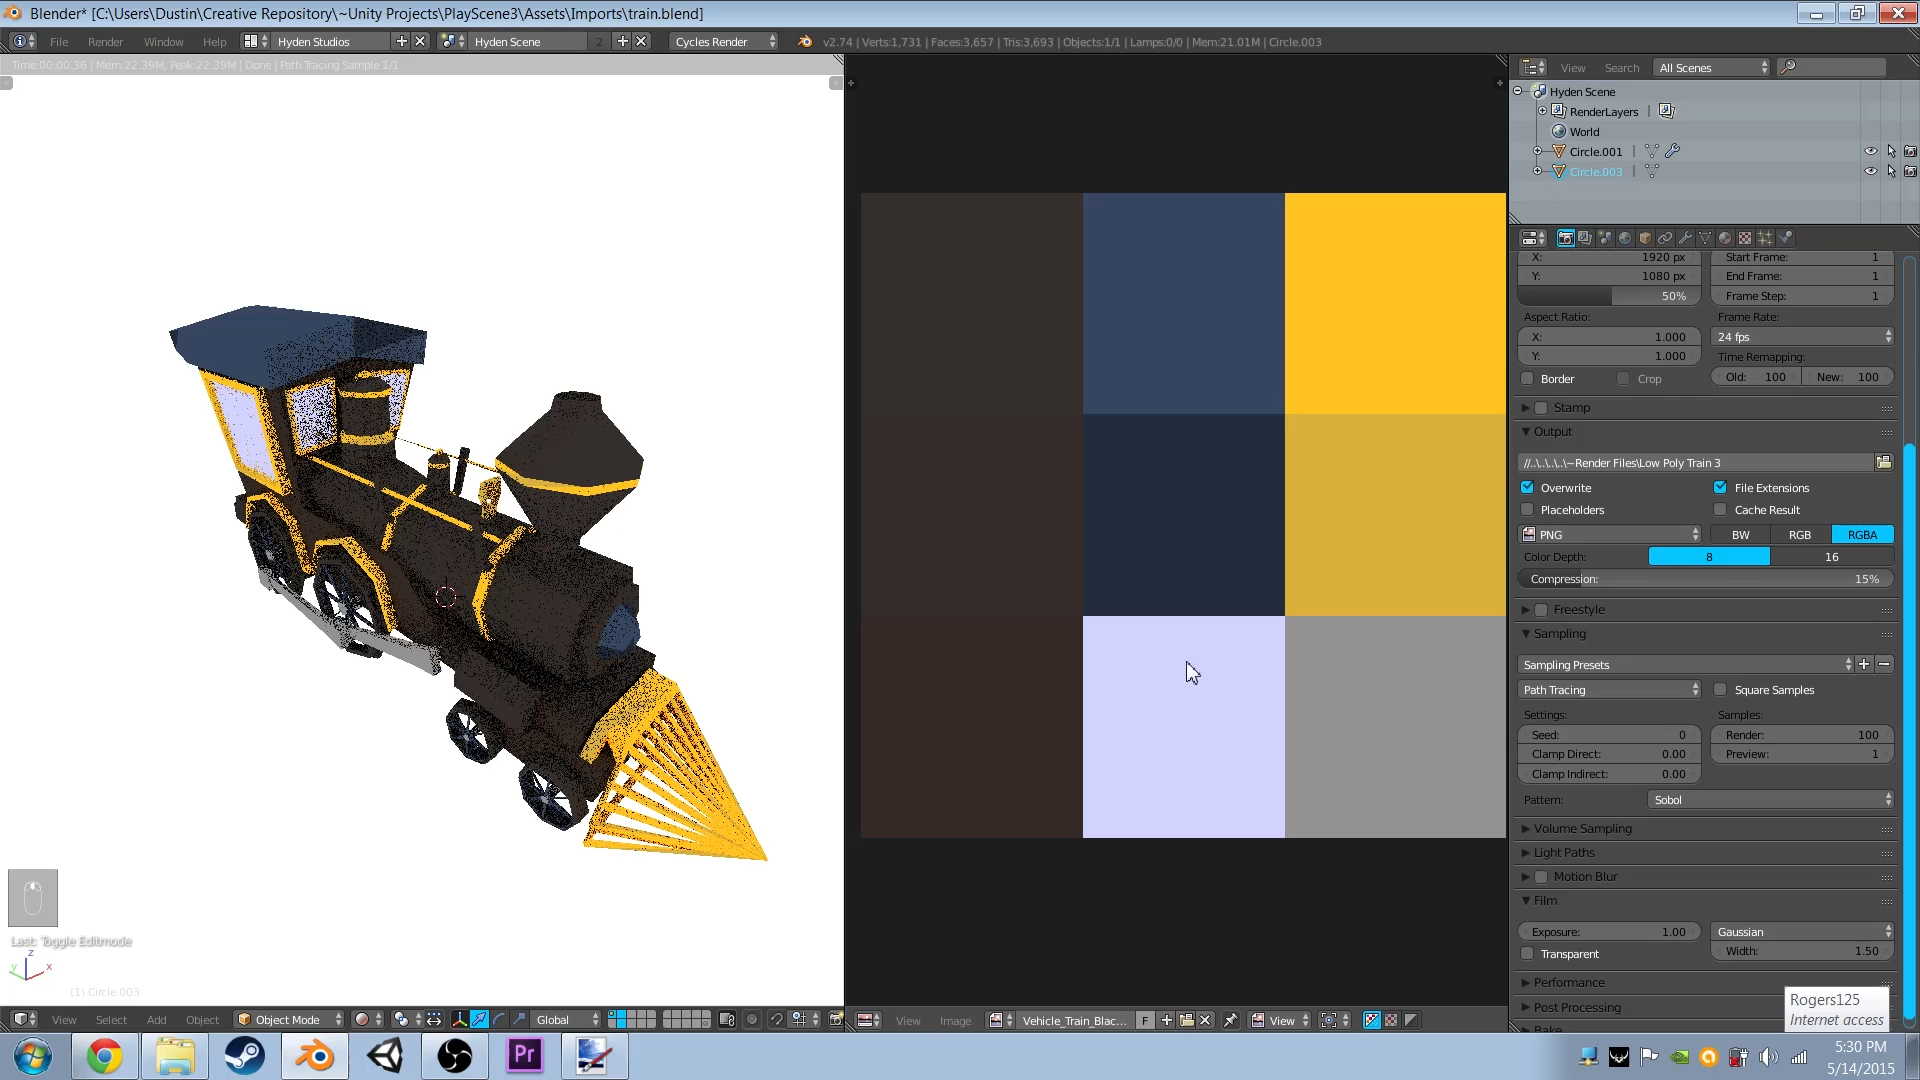 Blender* [C:\Users\Dustin\Creative Repository\~Unity Projects\PlayScene3\Assets\Imports\train.blend]
File Render Window Help Hyden Studios Hyden Scene 2 Cycles Render v2.74 | Verts:1,731 | Faces:3,657 | Tris:3,693 | Objects:1/1 | Lamps:0/0 | Mem:21.01M | Circle.003
Time:00:00.36 | Mem:22.39M, Peak:22.39M | Done | Path Tracing Sample 1/1
View Search All Scenes
Hyden Scene
RenderLayers
World
Circle.001
Circle.003
X: 1920 px
Start Frame: 1
Y: 1080 px
End Frame: 1
50%
Frame Step: 1
Aspect Ratio:
Frame Rate:
X: 1.000
24 fps
Y: 1.000
Time Remapping:
Border
Crop
Old: 100
New: 100
Stamp
Output
//..\..\..\..\~Render Files\Low Poly Train 3
Overwrite
File Extensions
Placeholders
Cache Result
PNG
BW RGB RGBA
Color Depth: 8 16
Compression: 15%
Freestyle
Sampling
Sampling Presets
Path Tracing
Square Samples
Settings:
Samples:
Seed: 0
Render: 100
Clamp Direct: 0.00
Preview: 1
Clamp Indirect: 0.00
Pattern: Sobol
Volume Sampling
Light Paths
Motion Blur
Film
Exposure: 1.00
Gaussian
Transparent
Width: 1.50
Performance
Post Processing
Bake
Rogers125
Internet access
Last: Toggle Editmode
z
y
x
(1) Circle.003
View Select Add Object Object Mode Global
View Image Vehicle_Train_Blac... F View
Pr
5:30 PM
5/14/2015